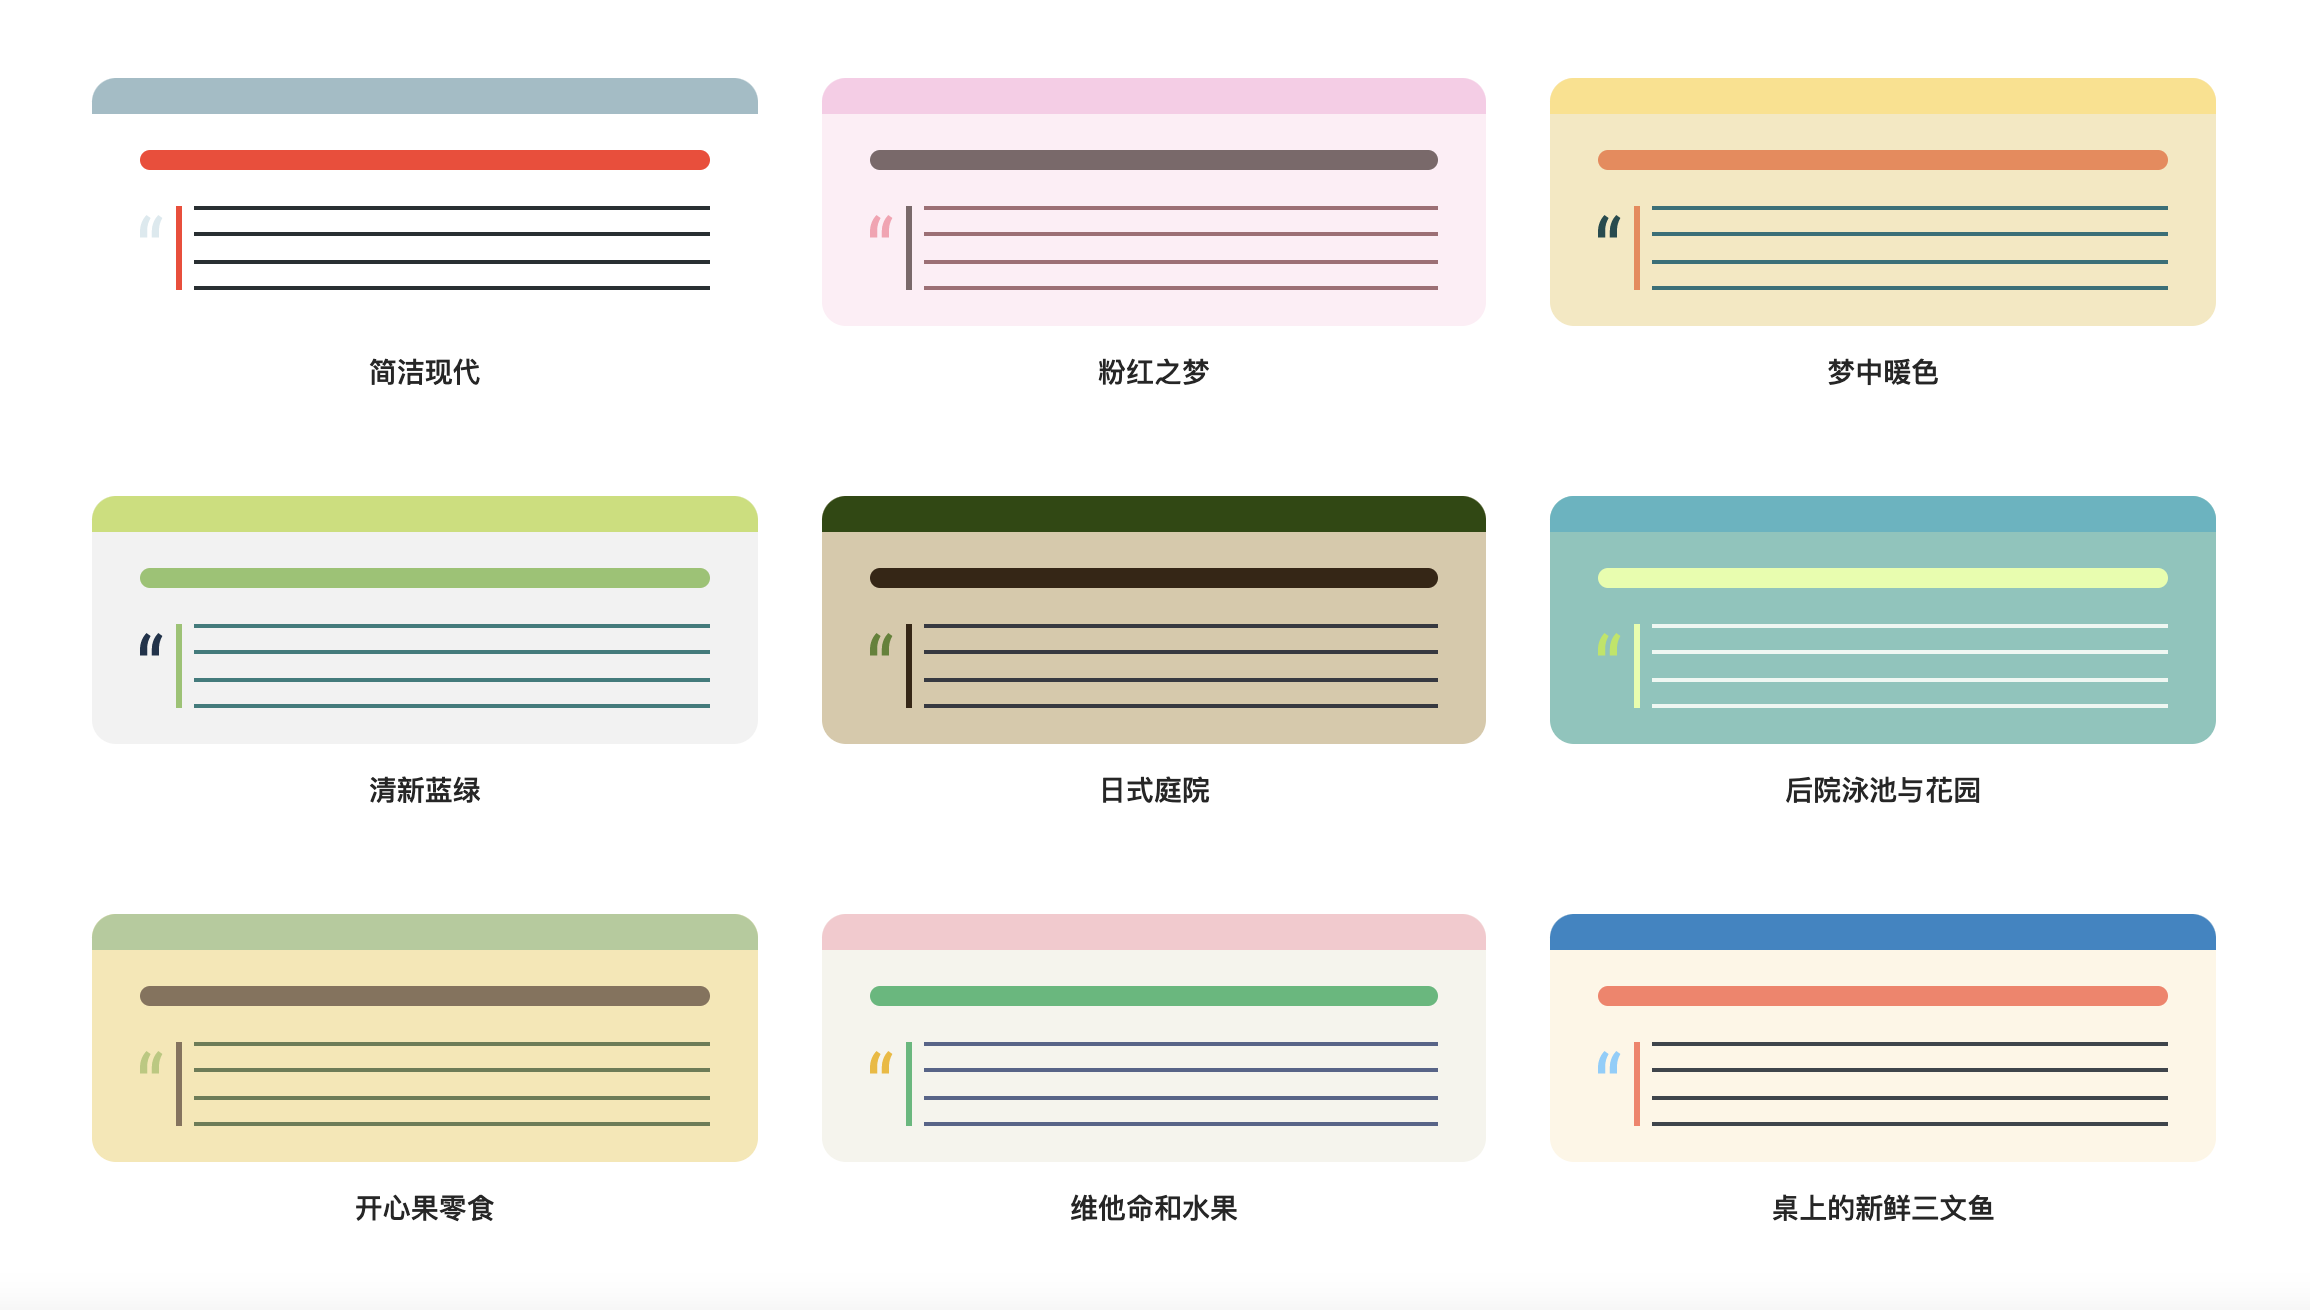 “
“
“
简洁现代
粉红之梦
梦中暖色
“
“
“
清新蓝绿
日式庭院
后院泳池与花园
“
“
“
开心果零食
维他命和水果
桌上的新鲜三文鱼